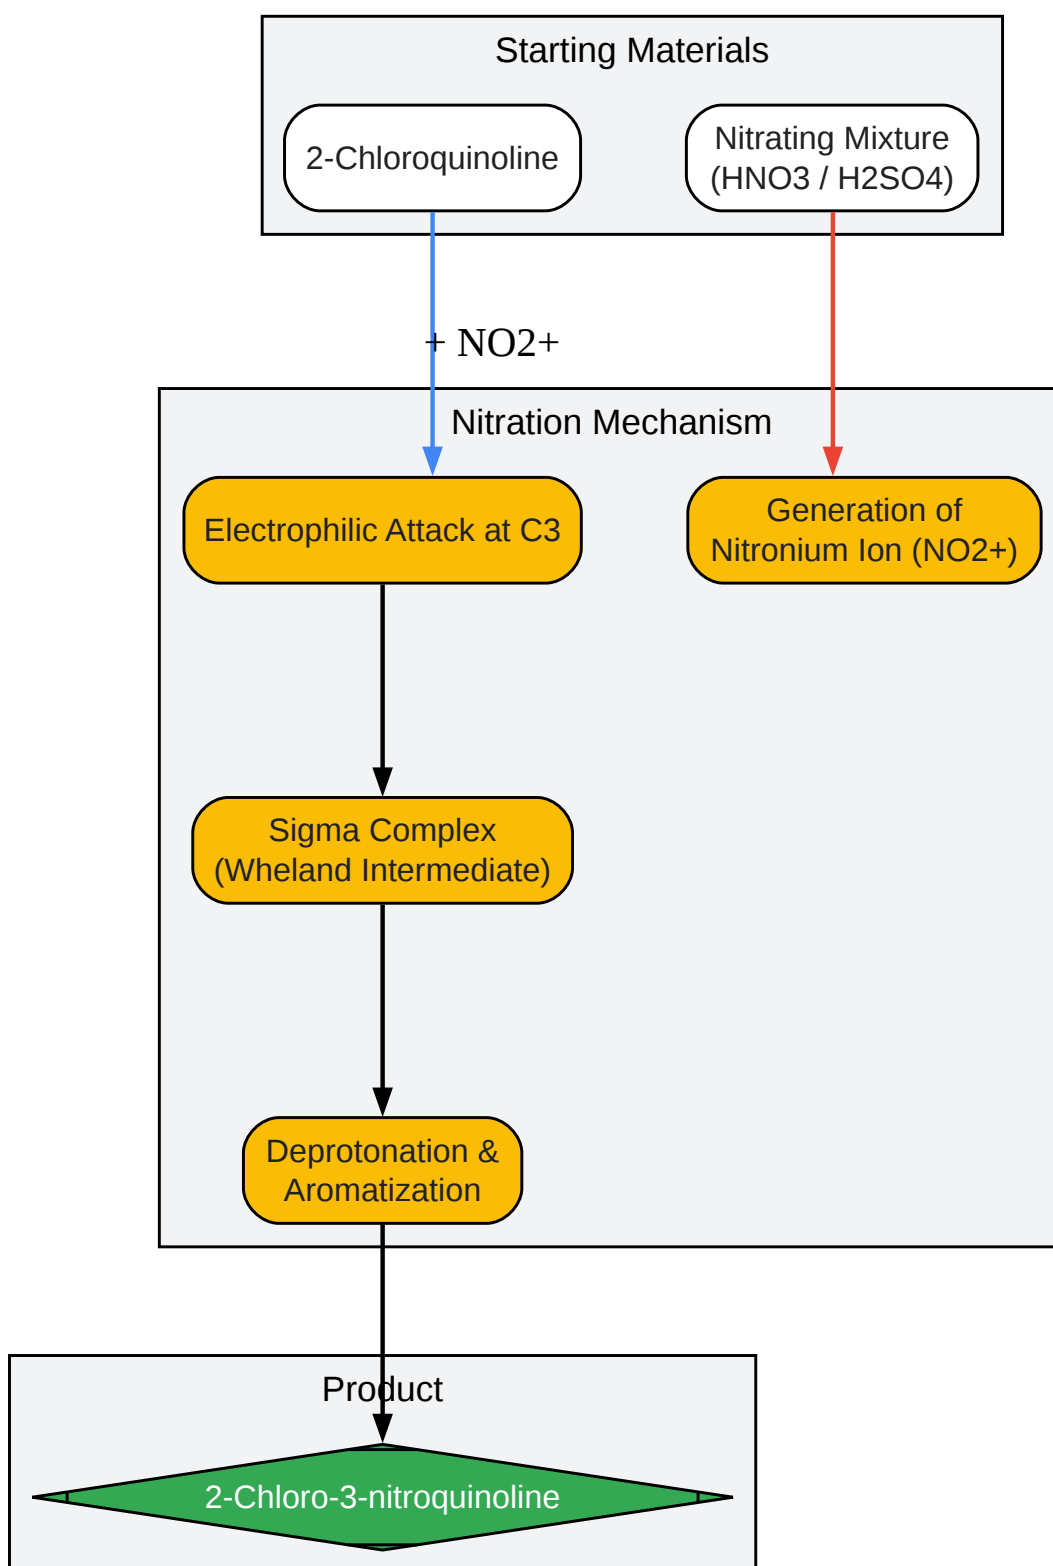 Starting Materials
2-Chloroquinoline
Nitrating Mixture
(HNO3 / H2SO4)
+ NO2+
Nitration Mechanism
Electrophilic Attack at C3
Generation of
Nitronium Ion (NO2+)
Sigma Complex
(Wheland Intermediate)
Deprotonation &
Aromatization
Product
2-Chloro-3-nitroquinoline